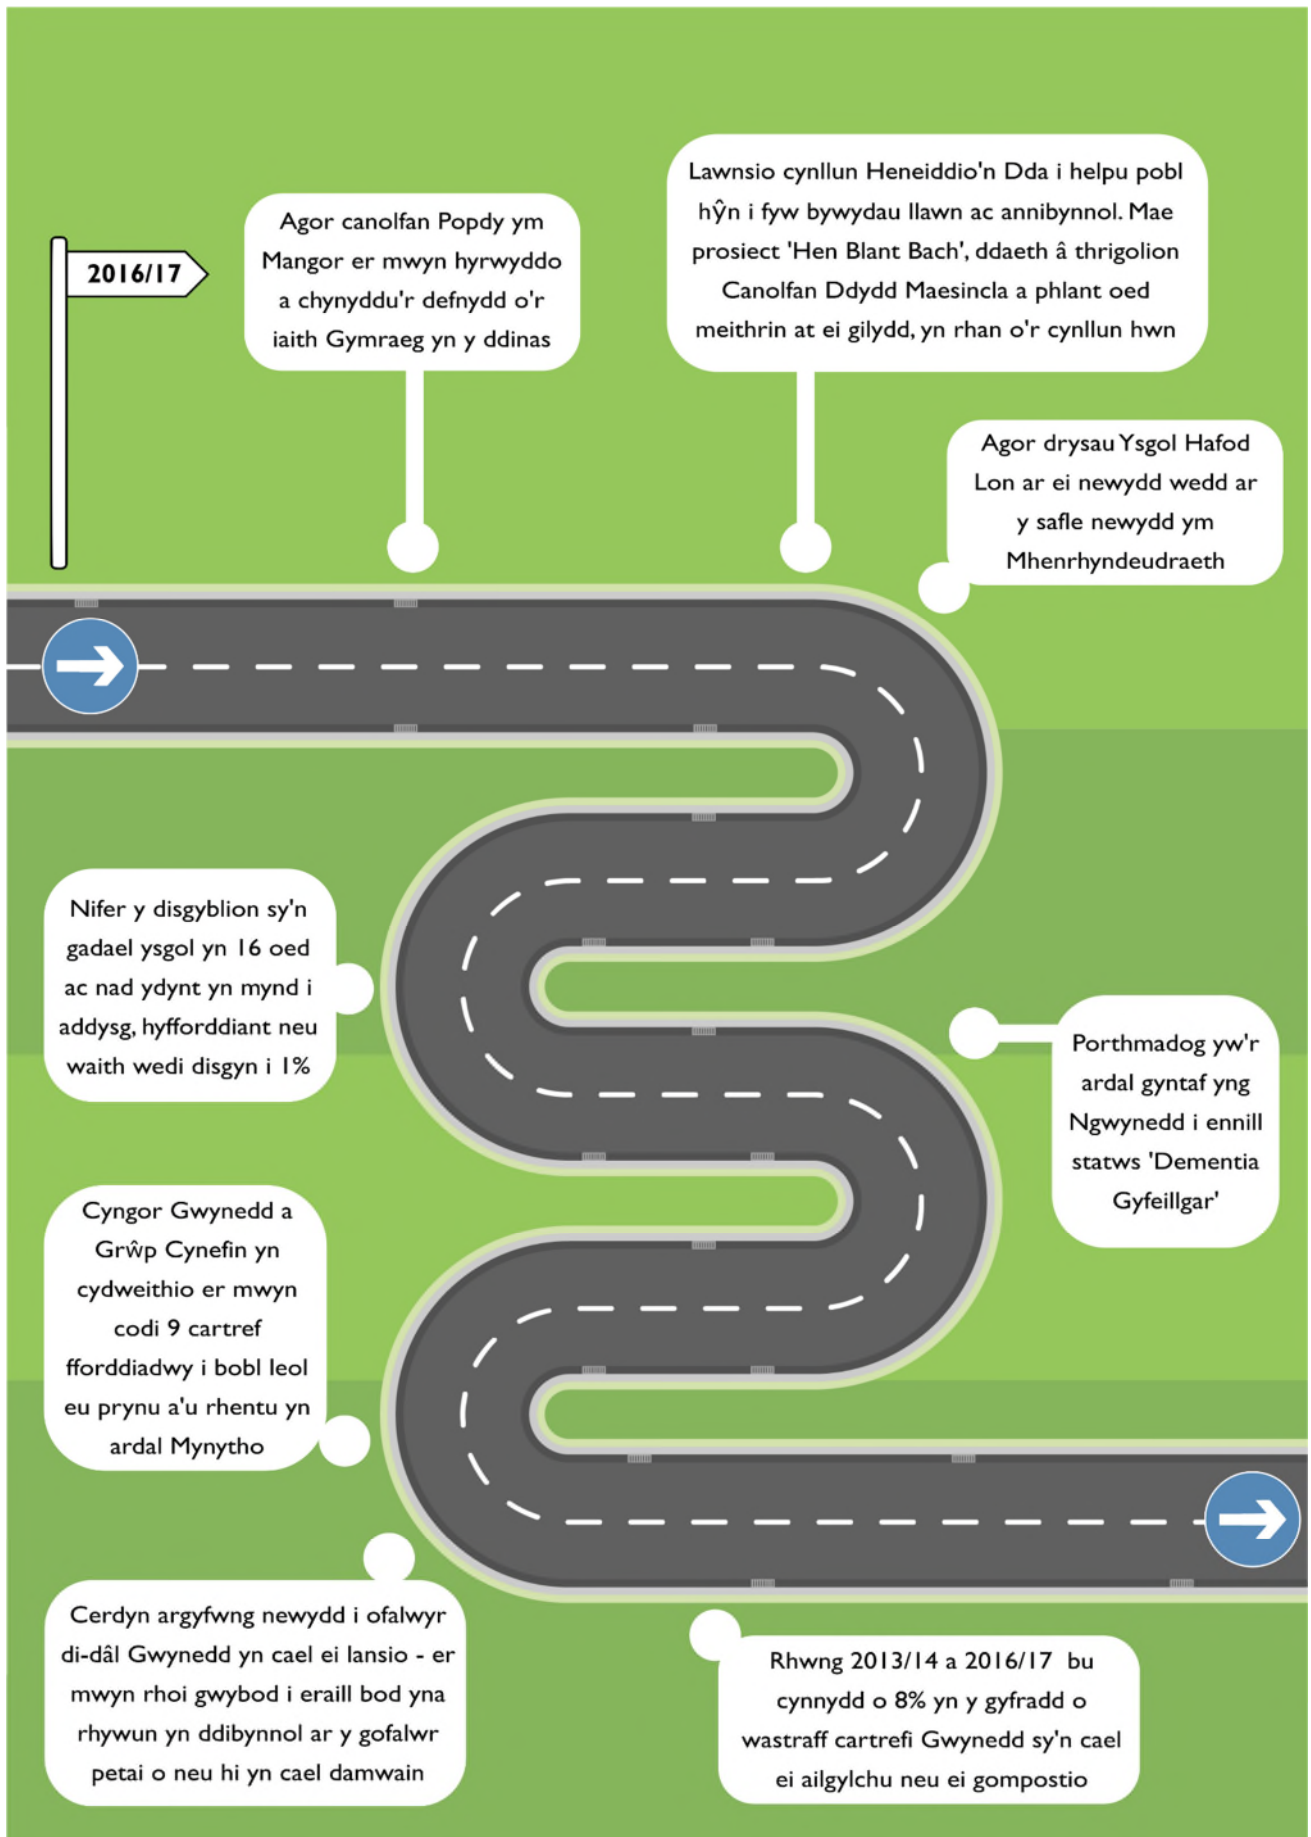 2016/17
Agor canolfan Popdy ym
Mangor er mwyn hyrwyddo
a chynyddu'r defnydd o'r
iaith Gymraeg yn y ddinas
Lawnsio cynllun Heneiddio'n Dda i helpu pobl
hŷn i fyw bywydau llawn ac annibynnol. Mae
prosiect 'Hen Blant Bach', ddaeth â thrigolion
Canolfan Ddydd Maesincla a phlant oed
meithrin at ei gilydd, yn rhan o'r cynllun hwn
Agor drysau Ysgol Hafod
Lon ar ei newydd wedd ar
y safle newydd ym
Mhenrhyndeudraeth
Nifer y disgyblion sy'n
gadael ysgol yn 16 oed
ac nad ydynt yn mynd i
addysg, hyfforddiant neu
waith wedi disgyn i 1%
Porthmadog yw'r
ardal gyntaf yng
Ngwynedd i ennill
statws 'Dementia
Gyfeillgar'
Cyngor Gwynedd a
Grŵp Cynefin yn
cydweithio er mwyn
codi 9 cartref
fforddiadwy i bobl leol
eu prynu a'u rhentu yn
ardal Mynytho
Cerdyn argyfwng newydd i ofalwyr
di-dâl Gwynedd yn cael ei lansio - er
mwyn rhoi gwybod i eraill bod yna
rhywun yn ddibynnol ar y gofalwr
petai o neu hi yn cael damwain
Rhwng 2013/14 a 2016/17 bu
cynnydd o 8% yn y gyfradd o
wastraff cartrefi Gwynedd sy'n cael
ei ailgylchu neu ei gompostio